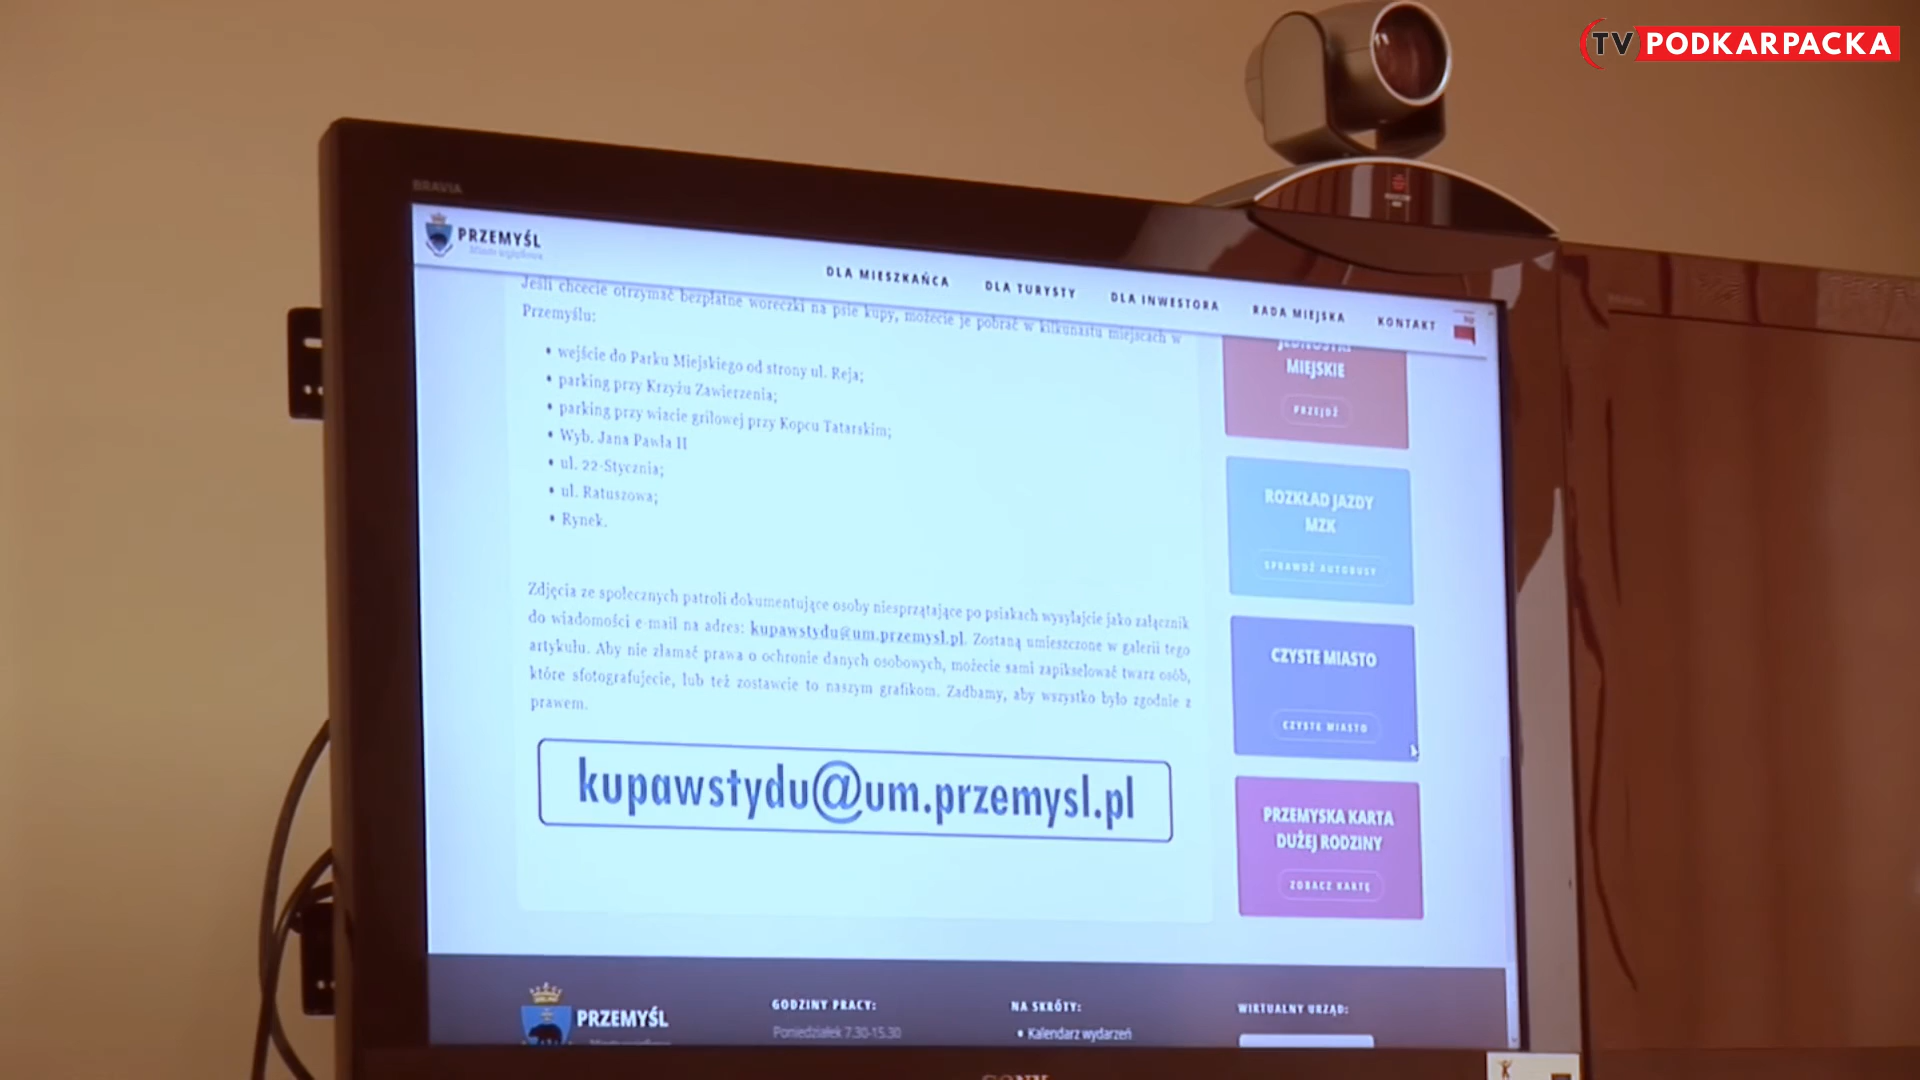 TV PODKARPACKA
BRAVIA
PRZEMYŚL
DLA MIESZKAŃCA DLA TURYSTY DLA INWESTORA RADA MIEJSKA KONTAKT
Jeśli chcecie otrzymać bezpłatne woreczki na psie kupy, możecie je pobrać w kilkunastu miejscach w
Przemyślu:
• wejście do Parku Miejskiego od strony ul. Reja;
• parking przy Krzyżu Zawierzenia;
• parking przy wiacie grilowej przy Kopcu Tatarskim;
• Wyb. Jana Pawła II
• ul. 22-Stycznia;
• ul. Ratuszowa;
• Rynek.
Zdjęcia ze społecznych patroli dokumentujące osoby niesprzątające po psiakach wysyłajcie jako załącznik
do wiadomości e-mail na adres: kupawstydu@um.przemysl.pl. Zostaną umieszczone w galerii tego
artykułu. Aby nie złamać prawa o ochronie danych osobowych, możecie sami zapikselować twarz osób,
które sfotografujecie, lub też zostawcie to naszym grafikom. Zadbamy, aby wszystko było zgodnie z
prawem.
kupawstydu@um.przemysl.pl
JEDNOSTKI
MIEJSKIE
PRZEJDŹ
ROZKŁAD JAZDY
MZK
SPRAWDŹ AUTOBUSY
CZYSTE MIASTO
CZYSTE MIASTO
PRZEMYSKA KARTA
DUŻEJ RODZINY
ZOBACZ KARTĘ
PRZEMYŚL
GODZINY PRACY:
Poniedziałek 7.30-15.30
NA SKRÓTY:
• Kalendarz wydarzeń
WIRTUALNY URZĄD:
SONY